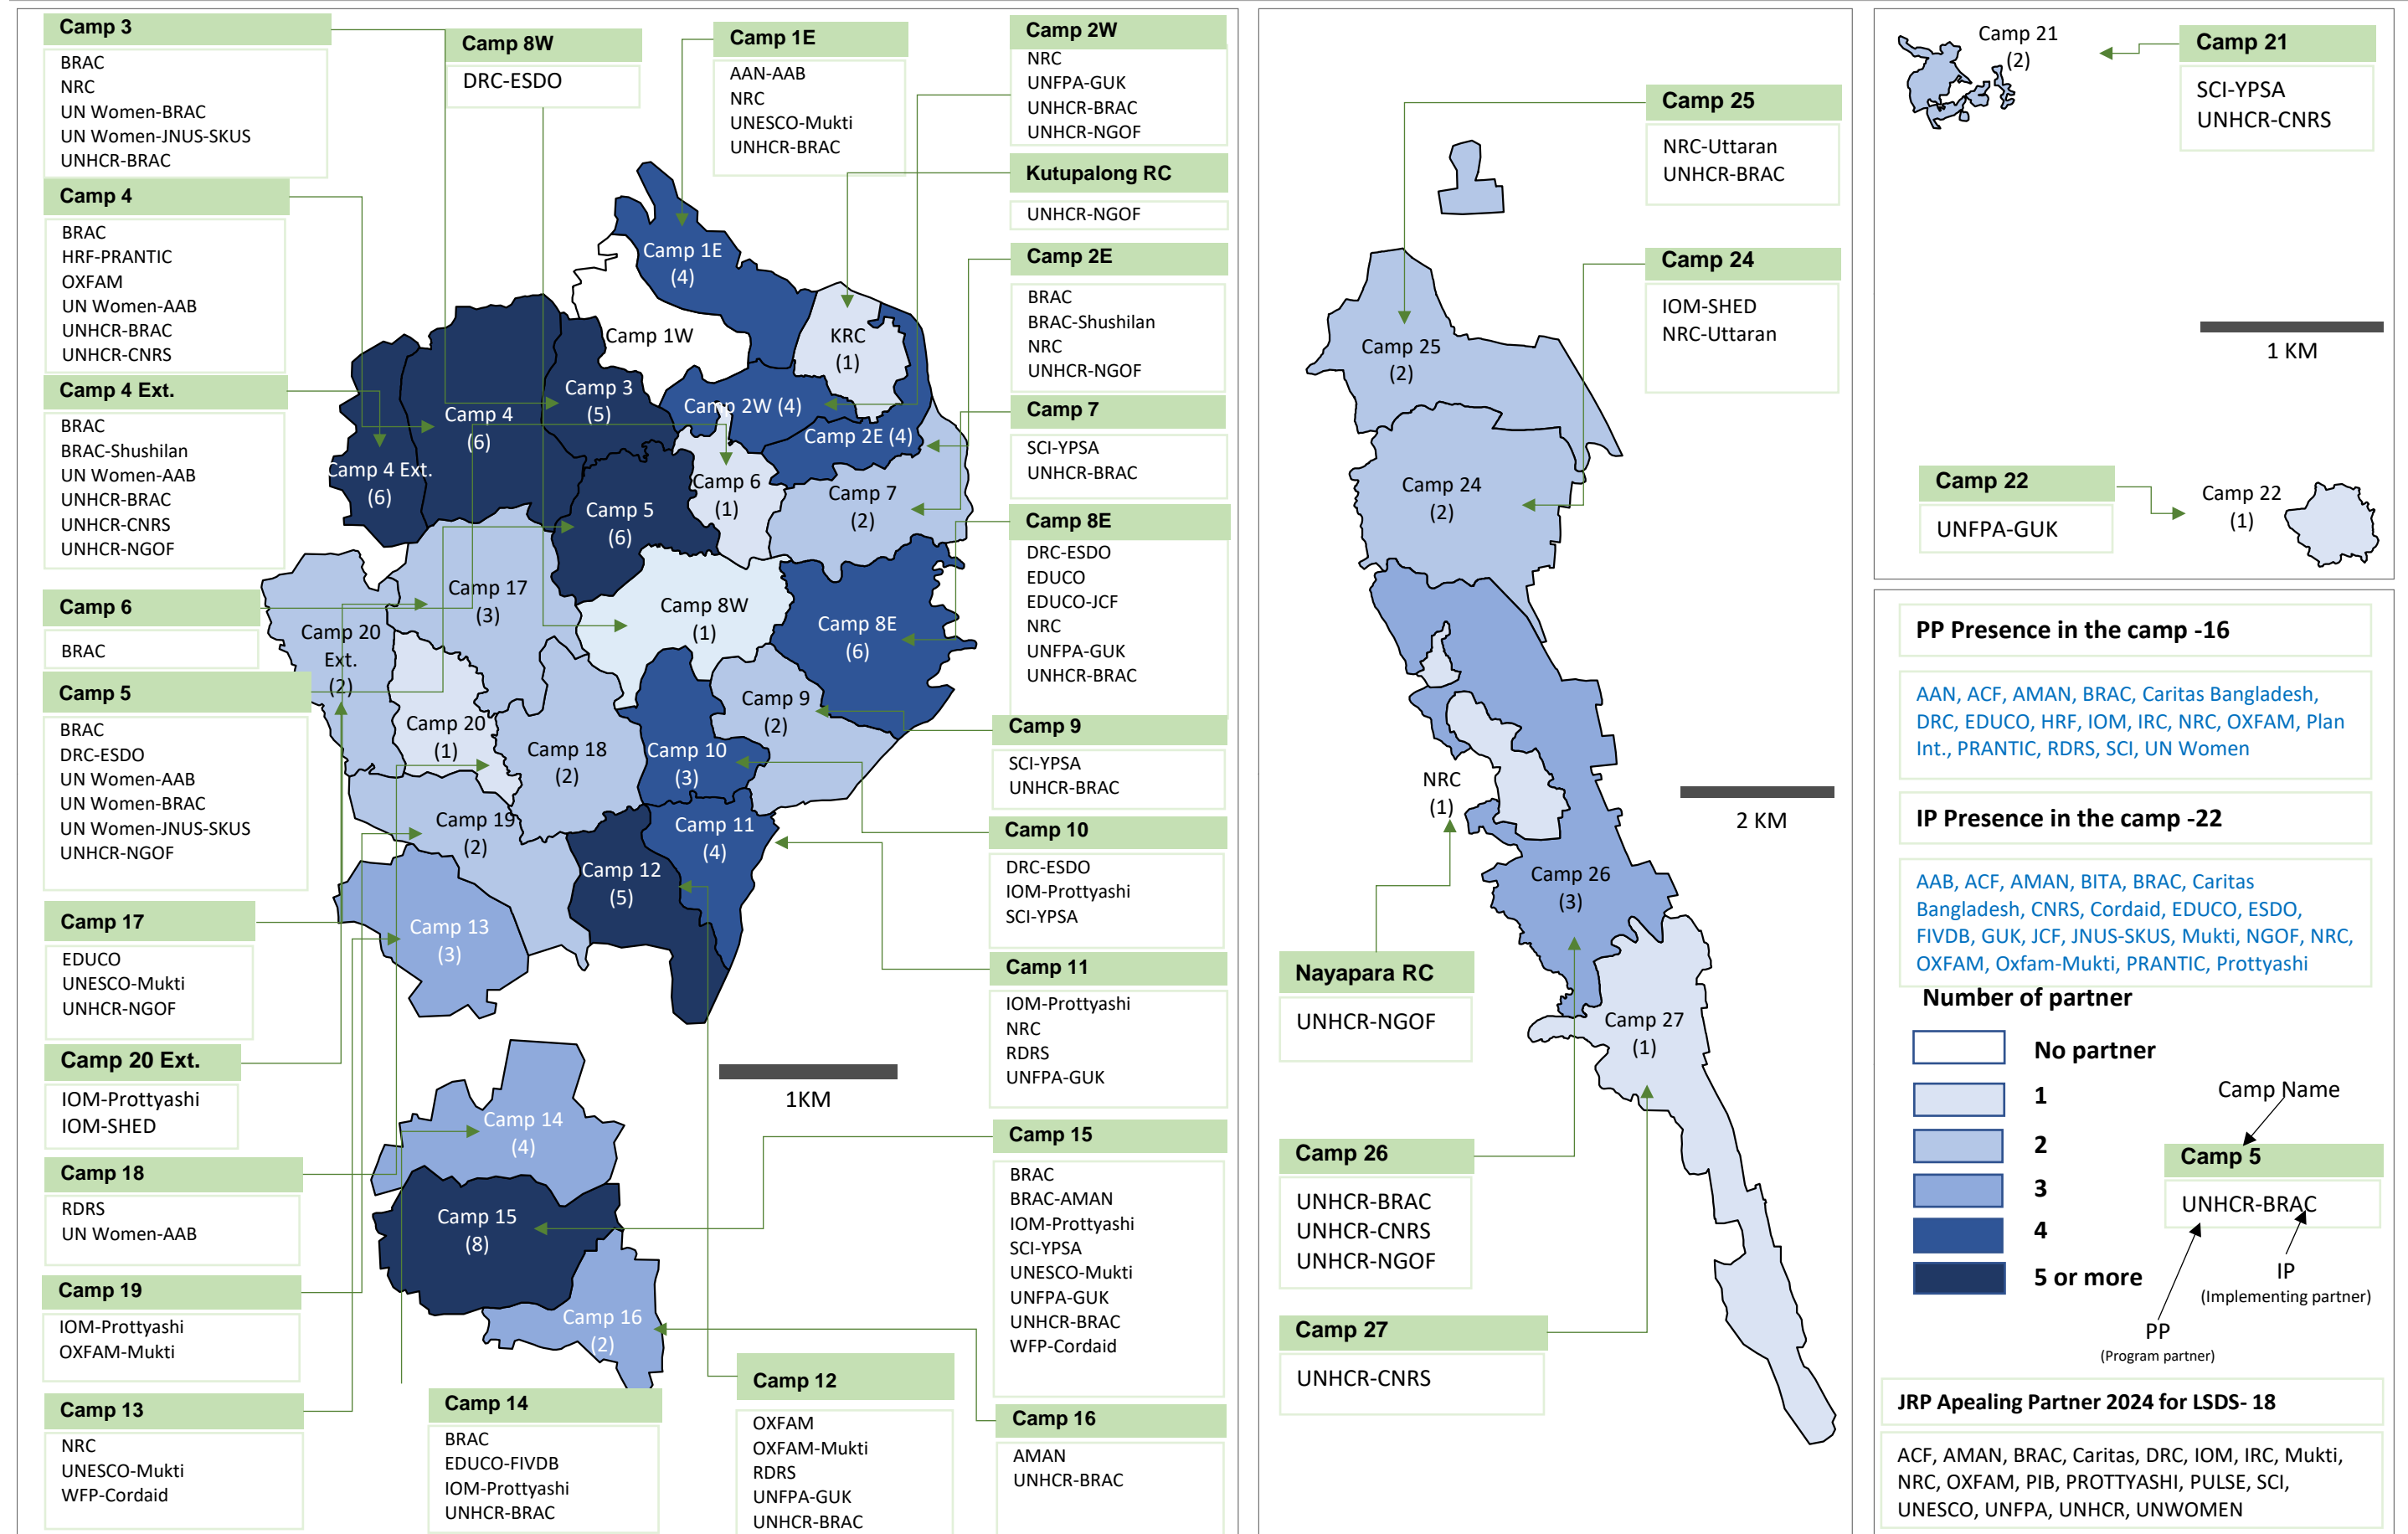 Camp 3
BRAC
NRC
UN Women-BRAC
UN Women-JNUS-SKUS
UNHCR-BRAC
Camp 4
BRAC
HRF-PRANTIC
OXFAM
UN Women-AAB
UNHCR-BRAC
UNHCR-CNRS
Camp 4 Ext.
BRAC
BRAC-Shushilan
UN Women-AAB
UNHCR-BRAC
UNHCR-CNRS
UNHCR-NGOF
Camp 6
BRAC
Camp 5
BRAC
DRC-ESDO
UN Women-AAB
UN Women-BRAC
UN Women-JNUS-SKUS
UNHCR-NGOF
Camp 17
EDUCO
UNESCO-Mukti
UNHCR-NGOF
Camp 20 Ext.
IOM-Prottyashi
IOM-SHED
Camp 18
RDRS
UN Women-AAB
Camp 19
IOM-Prottyashi
OXFAM-Mukti
Camp 13
NRC
UNESCO-Mukti
WFP-Cordaid
Camp 8W
DRC-ESDO
Camp 1E
AAN-AAB
NRC
UNESCO-Mukti
UNHCR-BRAC
Camp 2W
NRC
UNFPA-GUK
UNHCR-BRAC
UNHCR-NGOF
Kutupalong RC
UNHCR-NGOF
Camp 2E
BRAC
BRAC-Shushilan
NRC
UNHCR-NGOF
Camp 7
SCI-YPSA
UNHCR-BRAC
Camp 8E
DRC-ESDO
EDUCO
EDUCO-JCF
NRC
UNFPA-GUK
UNHCR-BRAC
Camp 9
SCI-YPSA
UNHCR-BRAC
Camp 10
DRC-ESDO
IOM-Prottyashi
SCI-YPSA
Camp 11
IOM-Prottyashi
NRC
RDRS
UNFPA-GUK
Camp 15
BRAC
BRAC-AMAN
IOM-Prottyashi
SCI-YPSA
UNESCO-Mukti
UNFPA-GUK
UNHCR-BRAC
WFP-Cordaid
Camp 16
AMAN
UNHCR-BRAC
Camp 12
OXFAM
OXFAM-Mukti
RDRS
UNFPA-GUK
UNHCR-BRAC
Camp 14
BRAC
EDUCO-FIVDB
IOM-Prottyashi
UNHCR-BRAC
Camp 1E
(4)
Camp 1W
KRC
(1)
Camp 3
(5)
Camp 4
(6)
Camp 2W (4)
Camp 2E (4)
Camp 4 Ext.
(6)
Camp 6
(1)
Camp 7
(2)
Camp 5
(6)
Camp 17
(3)
Camp 8W
(1)
Camp 8E
(6)
Camp 20
Ext.
(2)
Camp 20
(1)
Camp 9
(2)
Camp 18
(2)
Camp 10
(3)
Camp 19
(2)
Camp 11
(4)
Camp 12
(5)
Camp 13
(3)
1KM
Camp 14
(4)
Camp 15
(8)
Camp 16
(2)
Camp 25
NRC-Uttaran
UNHCR-BRAC
Camp 24
IOM-SHED
NRC-Uttaran
Camp 25
(2)
Camp 24
(2)
NRC
(1)
2 KM
Camp 26
(3)
Nayapara RC
UNHCR-NGOF
Camp 27
(1)
Camp 26
UNHCR-BRAC
UNHCR-CNRS
UNHCR-NGOF
Camp 27
UNHCR-CNRS
Camp 21
(2)
Camp 21
SCI-YPSA
UNHCR-CNRS
1 KM
Camp 22
UNFPA-GUK
Camp 22
(1)
PP Presence in the camp -16
AAN, ACF, AMAN, BRAC, Caritas Bangladesh,
DRC, EDUCO, HRF, IOM, IRC, NRC, OXFAM, Plan
Int., PRANTIC, RDRS, SCI, UN Women
IP Presence in the camp -22
AAB, ACF, AMAN, BITA, BRAC, Caritas
Bangladesh, CNRS, Cordaid, EDUCO, ESDO,
FIVDB, GUK, JCF, JNUS-SKUS, Mukti, NGOF, NRC,
OXFAM, Oxfam-Mukti, PRANTIC, Prottyashi
Number of partner
No partner
1
2
3
4
5 or more
Camp Name
Camp 5
UNHCR-BRAC
IP
(Implementing partner)
PP
(Program partner)
JRP Apealing Partner 2024 for LSDS- 18
ACF, AMAN, BRAC, Caritas, DRC, IOM, IRC, Mukti,
NRC, OXFAM, PIB, PROTTYASHI, PULSE, SCI,
UNESCO, UNFPA, UNHCR, UNWOMEN